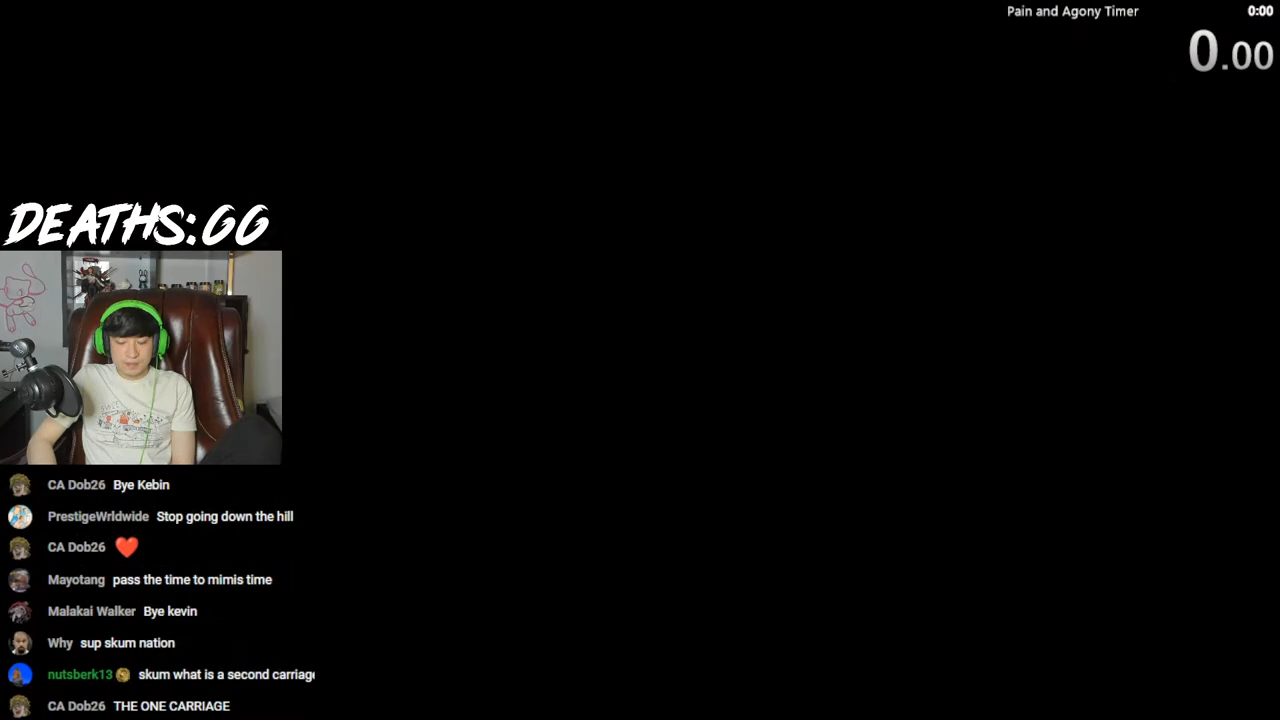 Pain and Agony Timer 0:00
0.00
DEATHS:66
CA Dob26 Bye Kebin
PrestigeWrldwide Stop going down the hill
CA Dob26 ❤️
Mayotang pass the time to mimis time
Malakai Walker Bye kevin
Why sup skum nation
nutsberk13 skum what is a second carriage
CA Dob26 THE ONE CARRIAGE